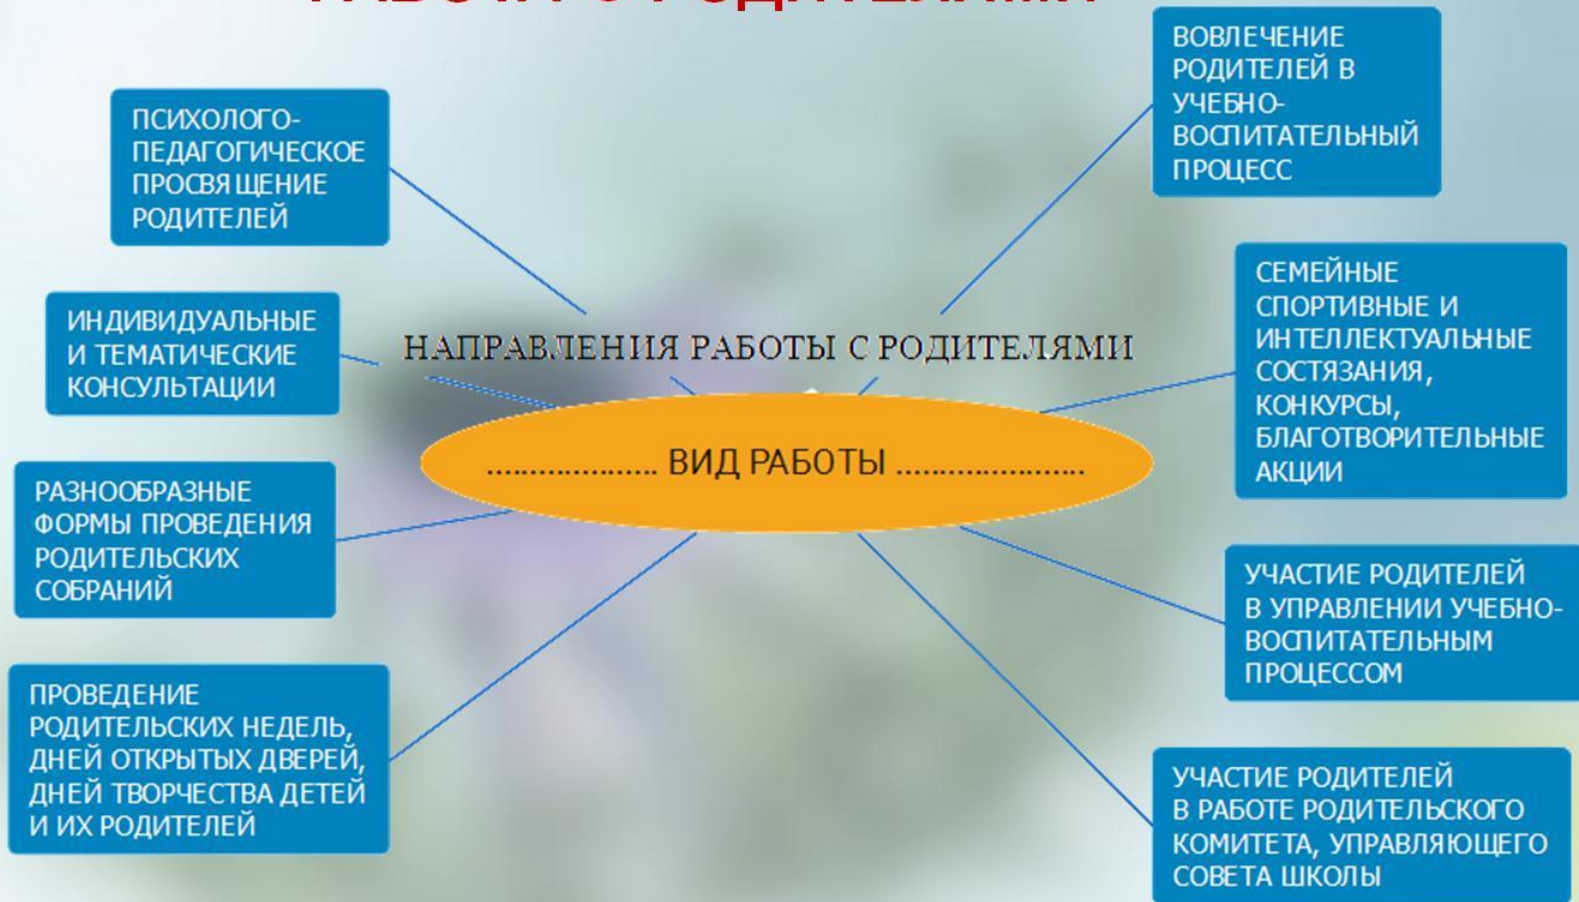 РАБОТА С РОДИТЕЛЯМИ
ВОВЛЕЧЕНИЕ
РОДИТЕЛЕЙ В
УЧЕБНО-
ВОСПИТАТЕЛЬНЫЙ
ПРОЦЕСС
ПСИХОЛОГО-
ПЕДАГОГИЧЕСКОЕ
ПРОСВЯЩЕНИЕ
РОДИТЕЛЕЙ
СЕМЕЙНЫЕ
СПОРТИВНЫЕ И
ИНТЕЛЛЕКТУАЛЬНЫЕ
СОСТЯЗАНИЯ,
КОНКУРСЫ,
БЛАГОТВОРИТЕЛЬНЫЕ
АКЦИИ
ИНДИВИДУАЛЬНЫЕ
И ТЕМАТИЧЕСКИЕ
КОНСУЛЬТАЦИИ
НАПРАВЛЕНИЯ РАБОТЫ С РОДИТЕЛЯМИ
.................... ВИД РАБОТЫ ......................
РАЗНООБРАЗНЫЕ
ФОРМЫ ПРОВЕДЕНИЯ
РОДИТЕЛЬСКИХ
СОБРАНИЙ
УЧАСТИЕ РОДИТЕЛЕЙ
В УПРАВЛЕНИИ УЧЕБНО-
ВОСПИТАТЕЛЬНЫМ
ПРОЦЕССОМ
ПРОВЕДЕНИЕ
РОДИТЕЛЬСКИХ НЕДЕЛЬ,
ДНЕЙ ОТКРЫТЫХ ДВЕРЕЙ,
ДНЕЙ ТВОРЧЕСТВА ДЕТЕЙ
И ИХ РОДИТЕЛЕЙ
УЧАСТИЕ РОДИТЕЛЕЙ
В РАБОТЕ РОДИТЕЛЬСКОГО
КОМИТЕТА, УПРАВЛЯЮЩЕГО
СОВЕТА ШКОЛЫ